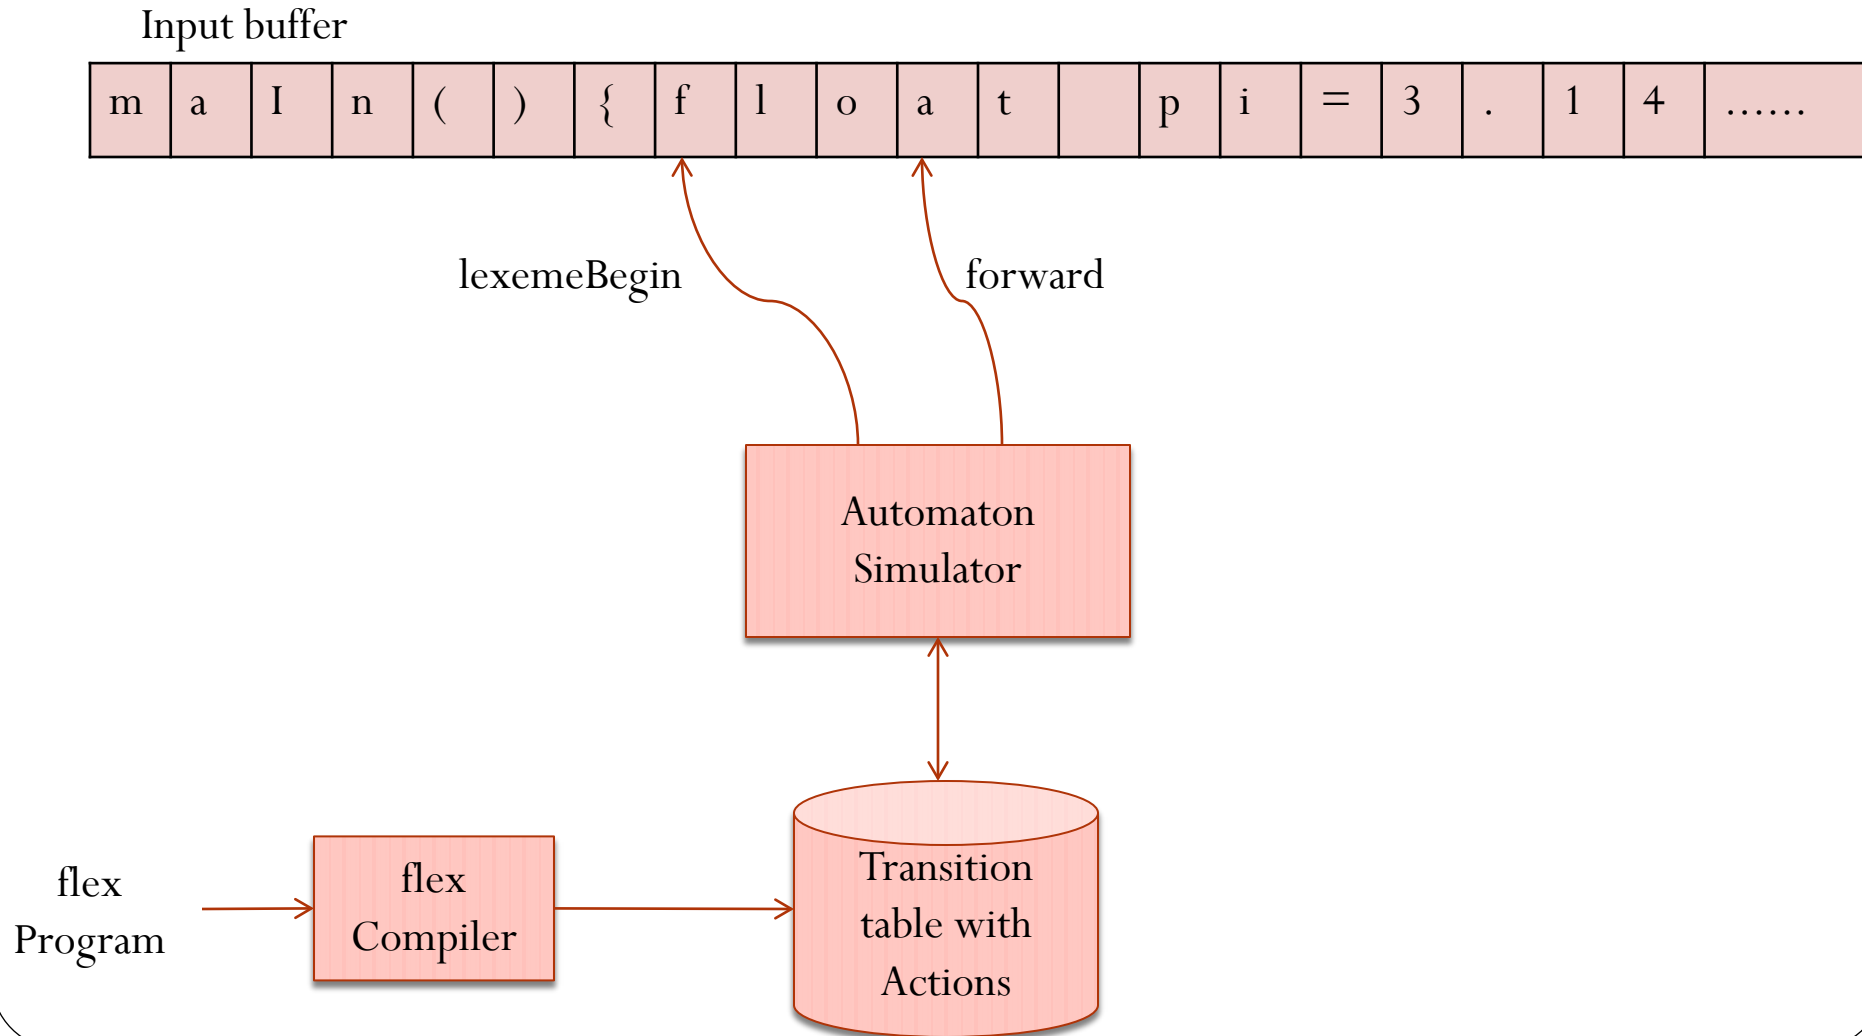 Input buffer
m a I n ( ) { f l o a t p i = 3 . 1 4 ......
lexemeBegin forward
Automaton
Simulator
flex
Program
flex
Compiler
Transition
table with
Actions